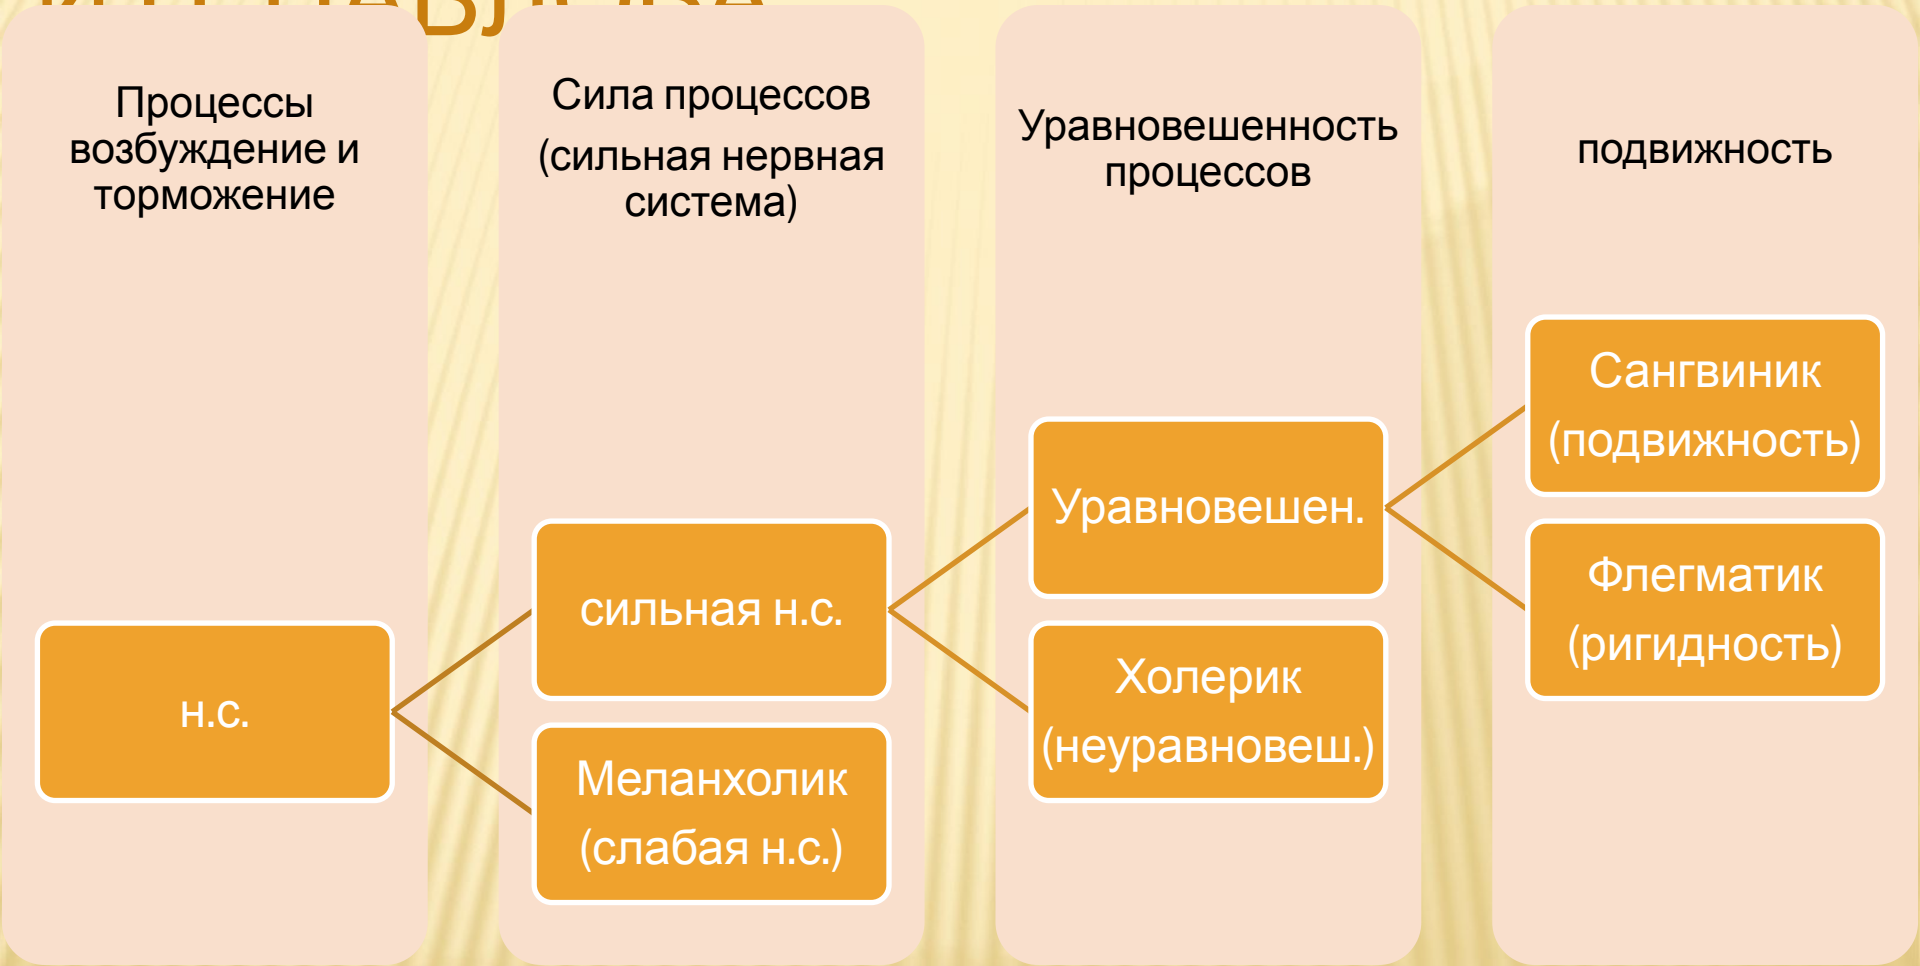 ПАВЛОВА
Процессы
возбуждение и
торможение
Сила процессов
(сильная нервная
система)
Уравновешенность
процессов
подвижность
н.с.
сильная н.с.
Меланхолик
(слабая н.с.)
Уравновешен.
Холерик
(неуравновеш.)
Сангвиник
(подвижность)
Флегматик
(ригидность)